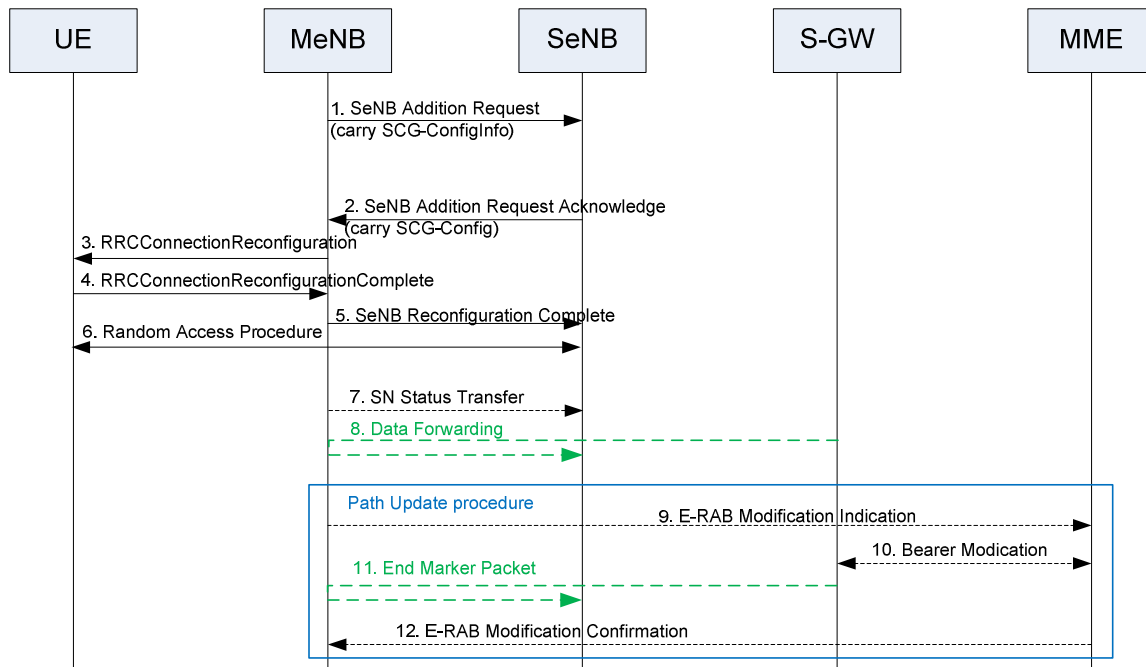 UE
MeNB
SeNB
S-GW
MME
1. SeNB Addition Request
(carry SCG-ConfigInfo)
2. SeNB Addition Request Acknowledge
(carry SCG-Config)
3. RRCConnectionReconfiguration
4. RRCConnectionReconfigurationComplete
5. SeNB Reconfiguration Complete
6. Random Access Procedure
7. SN Status Transfer
8. Data Forwarding
Path Update procedure
9. E-RAB Modification Indication
10. Bearer Modication
11. End Marker Packet
12. E-RAB Modification Confirmation